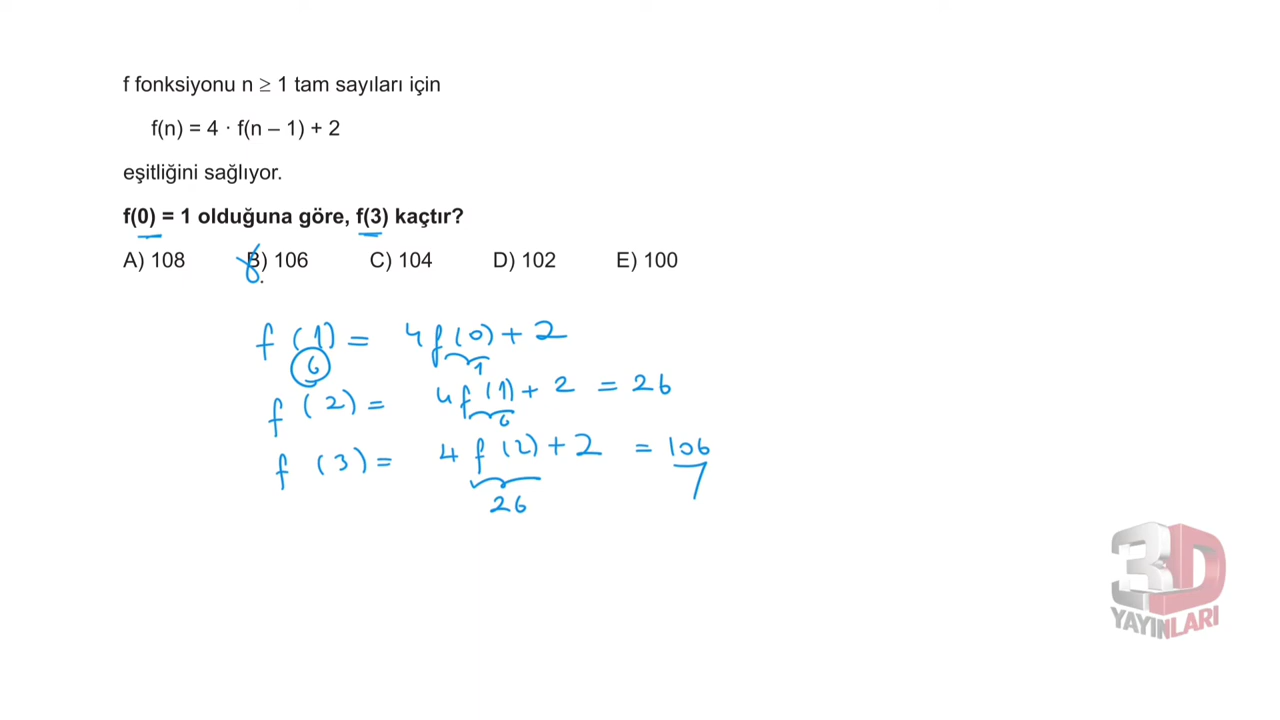 f fonksiyonu n ≥ 1 tam sayıları için
f(n) = 4 · f(n – 1) + 2
eşitliğini sağlıyor.
f(0) = 1 olduğuna göre, f(3) kaçtır?
A) 108 B) 106 C) 104 D) 102 E) 100
f (1) = 4f(0) + 2
6 1
f (2) = 4f(1) + 2 = 26
6
f (3) = 4 f(2) + 2 = 106
26
3D
YAYINLARI